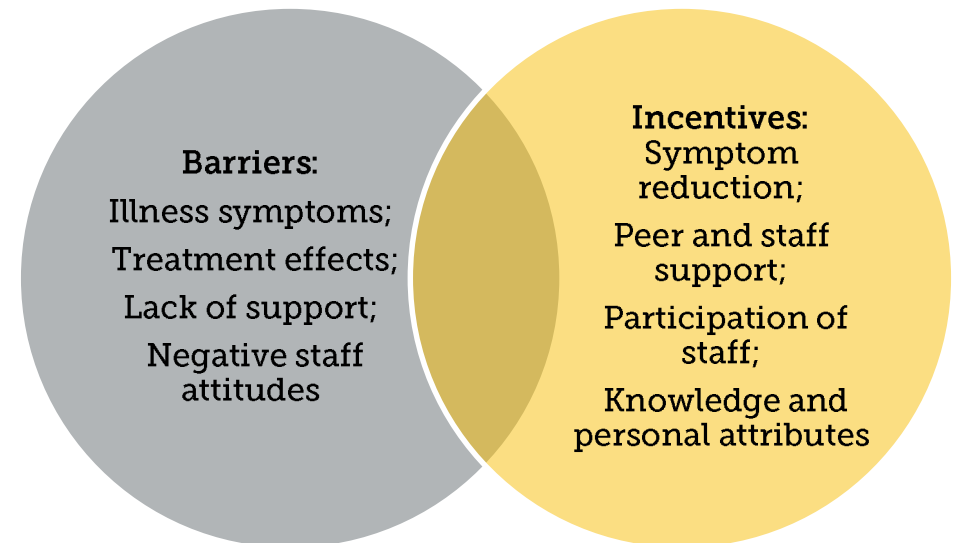 Barriers:
Illness symptoms;
Treatment effects;
Lack of support;
Negative staff
attitudes
Incentives:
Symptom
reduction;
Peer and staff
support;
Participation of
staff;
Knowledge and
personal attributes